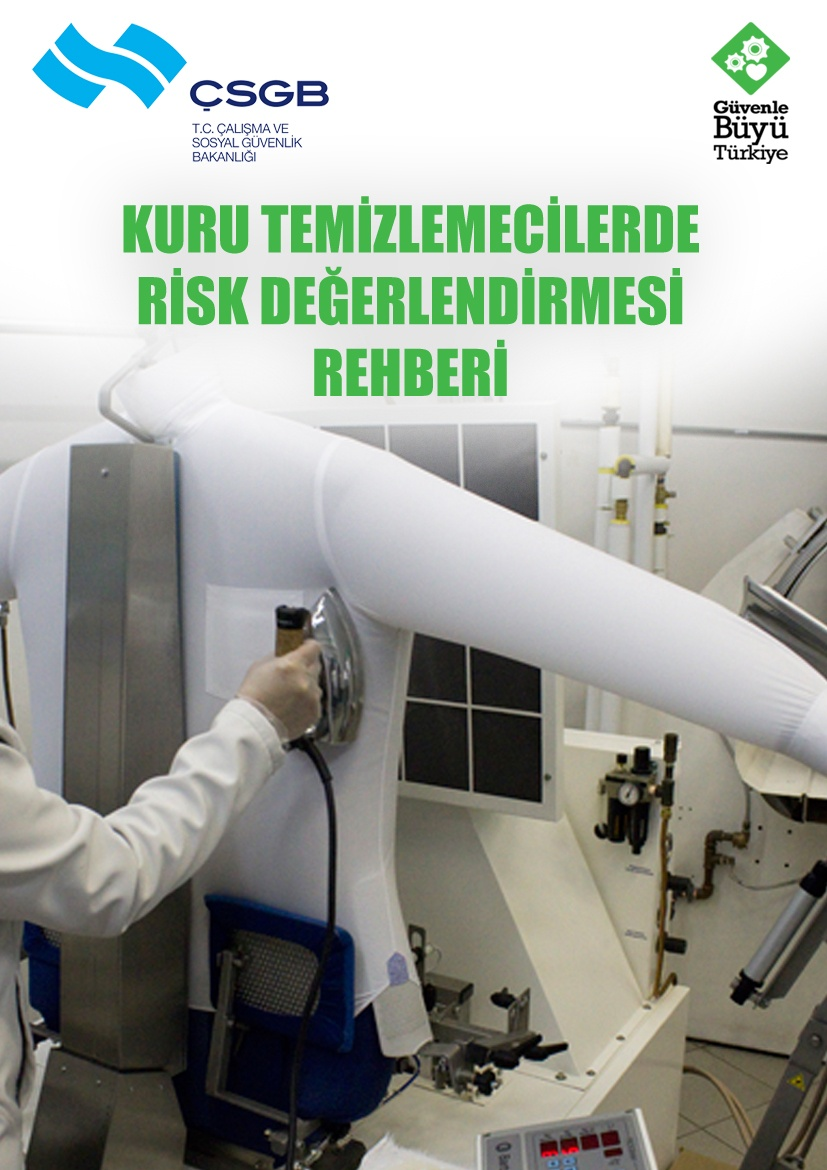 ÇSGB
T.C. ÇALIŞMA VE
SOSYAL GÜVENLİK
BAKANLIĞI
Güvenle
Büyü
Türkiye
KURU TEMİZLEMECİLERDE
RİSK DEĞERLENDİRMESİ
REHBERİ